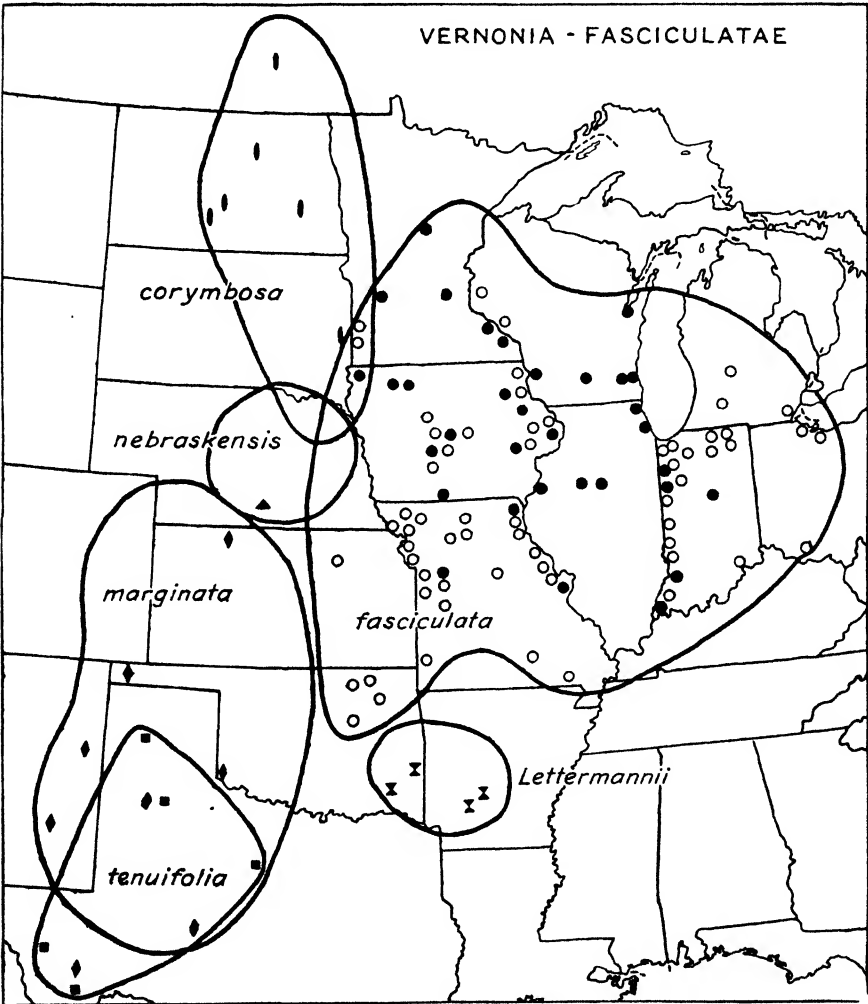 VERNONIA - FASCICULATAE
corymbosa
nebraskensis
marginata
fasciculata
Lettermannii
tenuifolia